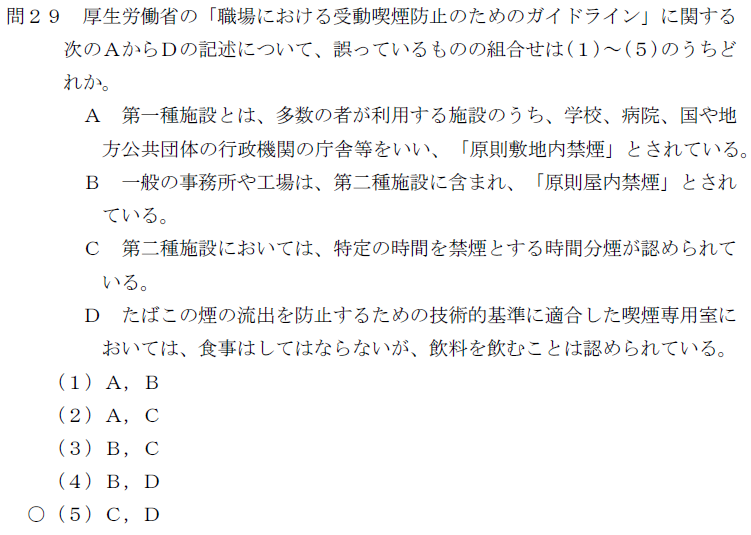 問２９　厚生労働省の「職場における受動喫煙防止のためのガイドライン」に関する
次のＡからＤの記述について、誤っているものの組合せは(１)～(５)のうちど
れか。
Ａ　第一種施設とは、多数の者が利用する施設のうち、学校、病院、国や地
方公共団体の行政機関の庁舎等をいい、「原則敷地内禁煙」とされている。
Ｂ　一般の事務所や工場は、第二種施設に含まれ、「原則屋内禁煙」とされ
ている。
Ｃ　第二種施設においては、特定の時間を禁煙とする時間分煙が認められて
いる。
Ｄ　たばこの煙の流出を防止するための技術的基準に適合した喫煙専用室に
おいては、食事はしてはならないが、飲料を飲むことは認められている。
(１) Ａ，Ｂ
(２) Ａ，Ｃ
(３) Ｂ，Ｃ
(４) Ｂ，Ｄ
○(５) Ｃ，Ｄ